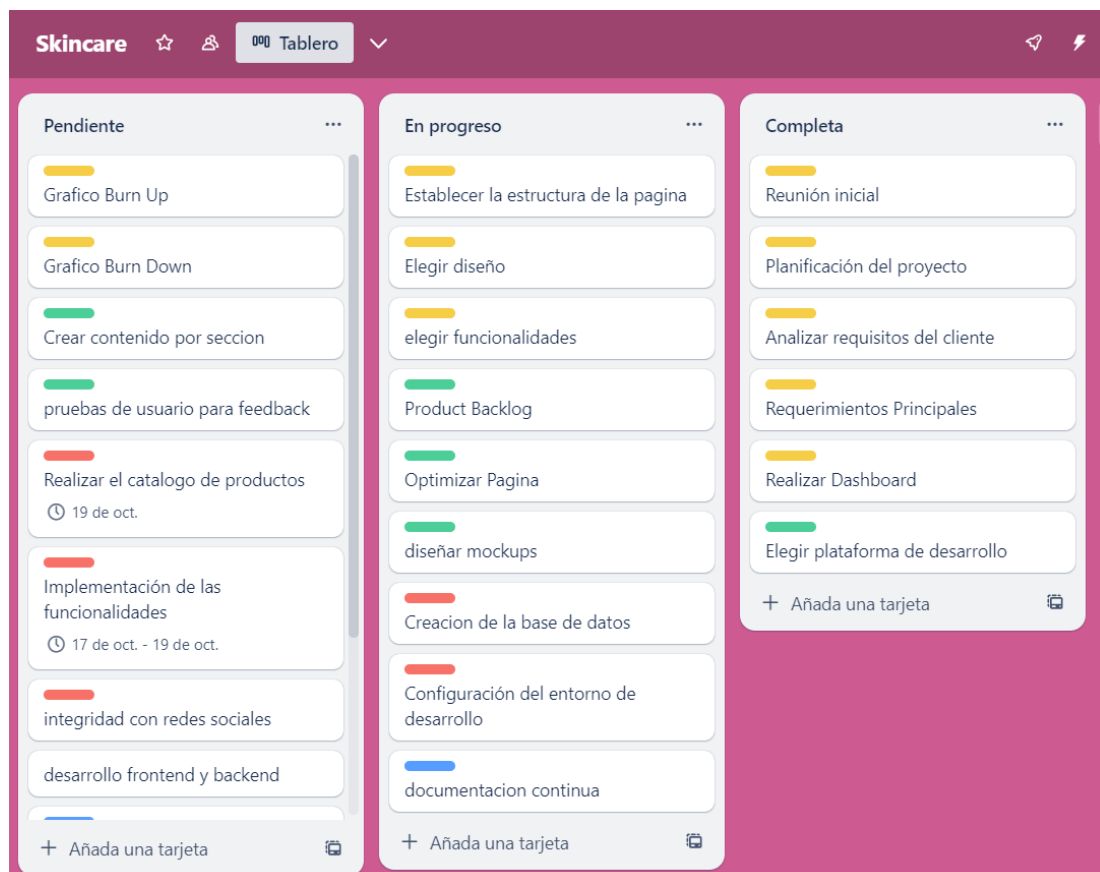 Skincare
Tablero
Pendiente
Grafico Burn Up
Grafico Burn Down
Crear contenido por seccion
pruebas de usuario para feedback
Realizar el catalogo de productos
19 de oct.
Implementación de las
funcionalidades
17 de oct. - 19 de oct.
integridad con redes sociales
desarrollo frontend y backend
Añada una tarjeta
En progreso
Establecer la estructura de la pagina
Elegir diseño
elegir funcionalidades
Product Backlog
Optimizar Pagina
diseñar mockups
Creacion de la base de datos
Configuración del entorno de
desarrollo
documentacion continua
Añada una tarjeta
Completa
Reunión inicial
Planificación del proyecto
Analizar requisitos del cliente
Requerimientos Principales
Realizar Dashboard
Elegir plataforma de desarrollo
Añada una tarjeta